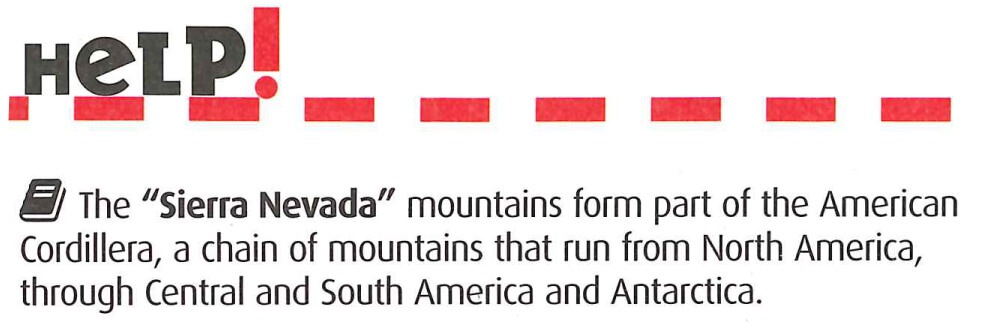 HeLP!
The “Sierra Nevada” mountains form part of the American
Cordillera, a chain of mountains that run from North America,
through Central and South America and Antarctica.